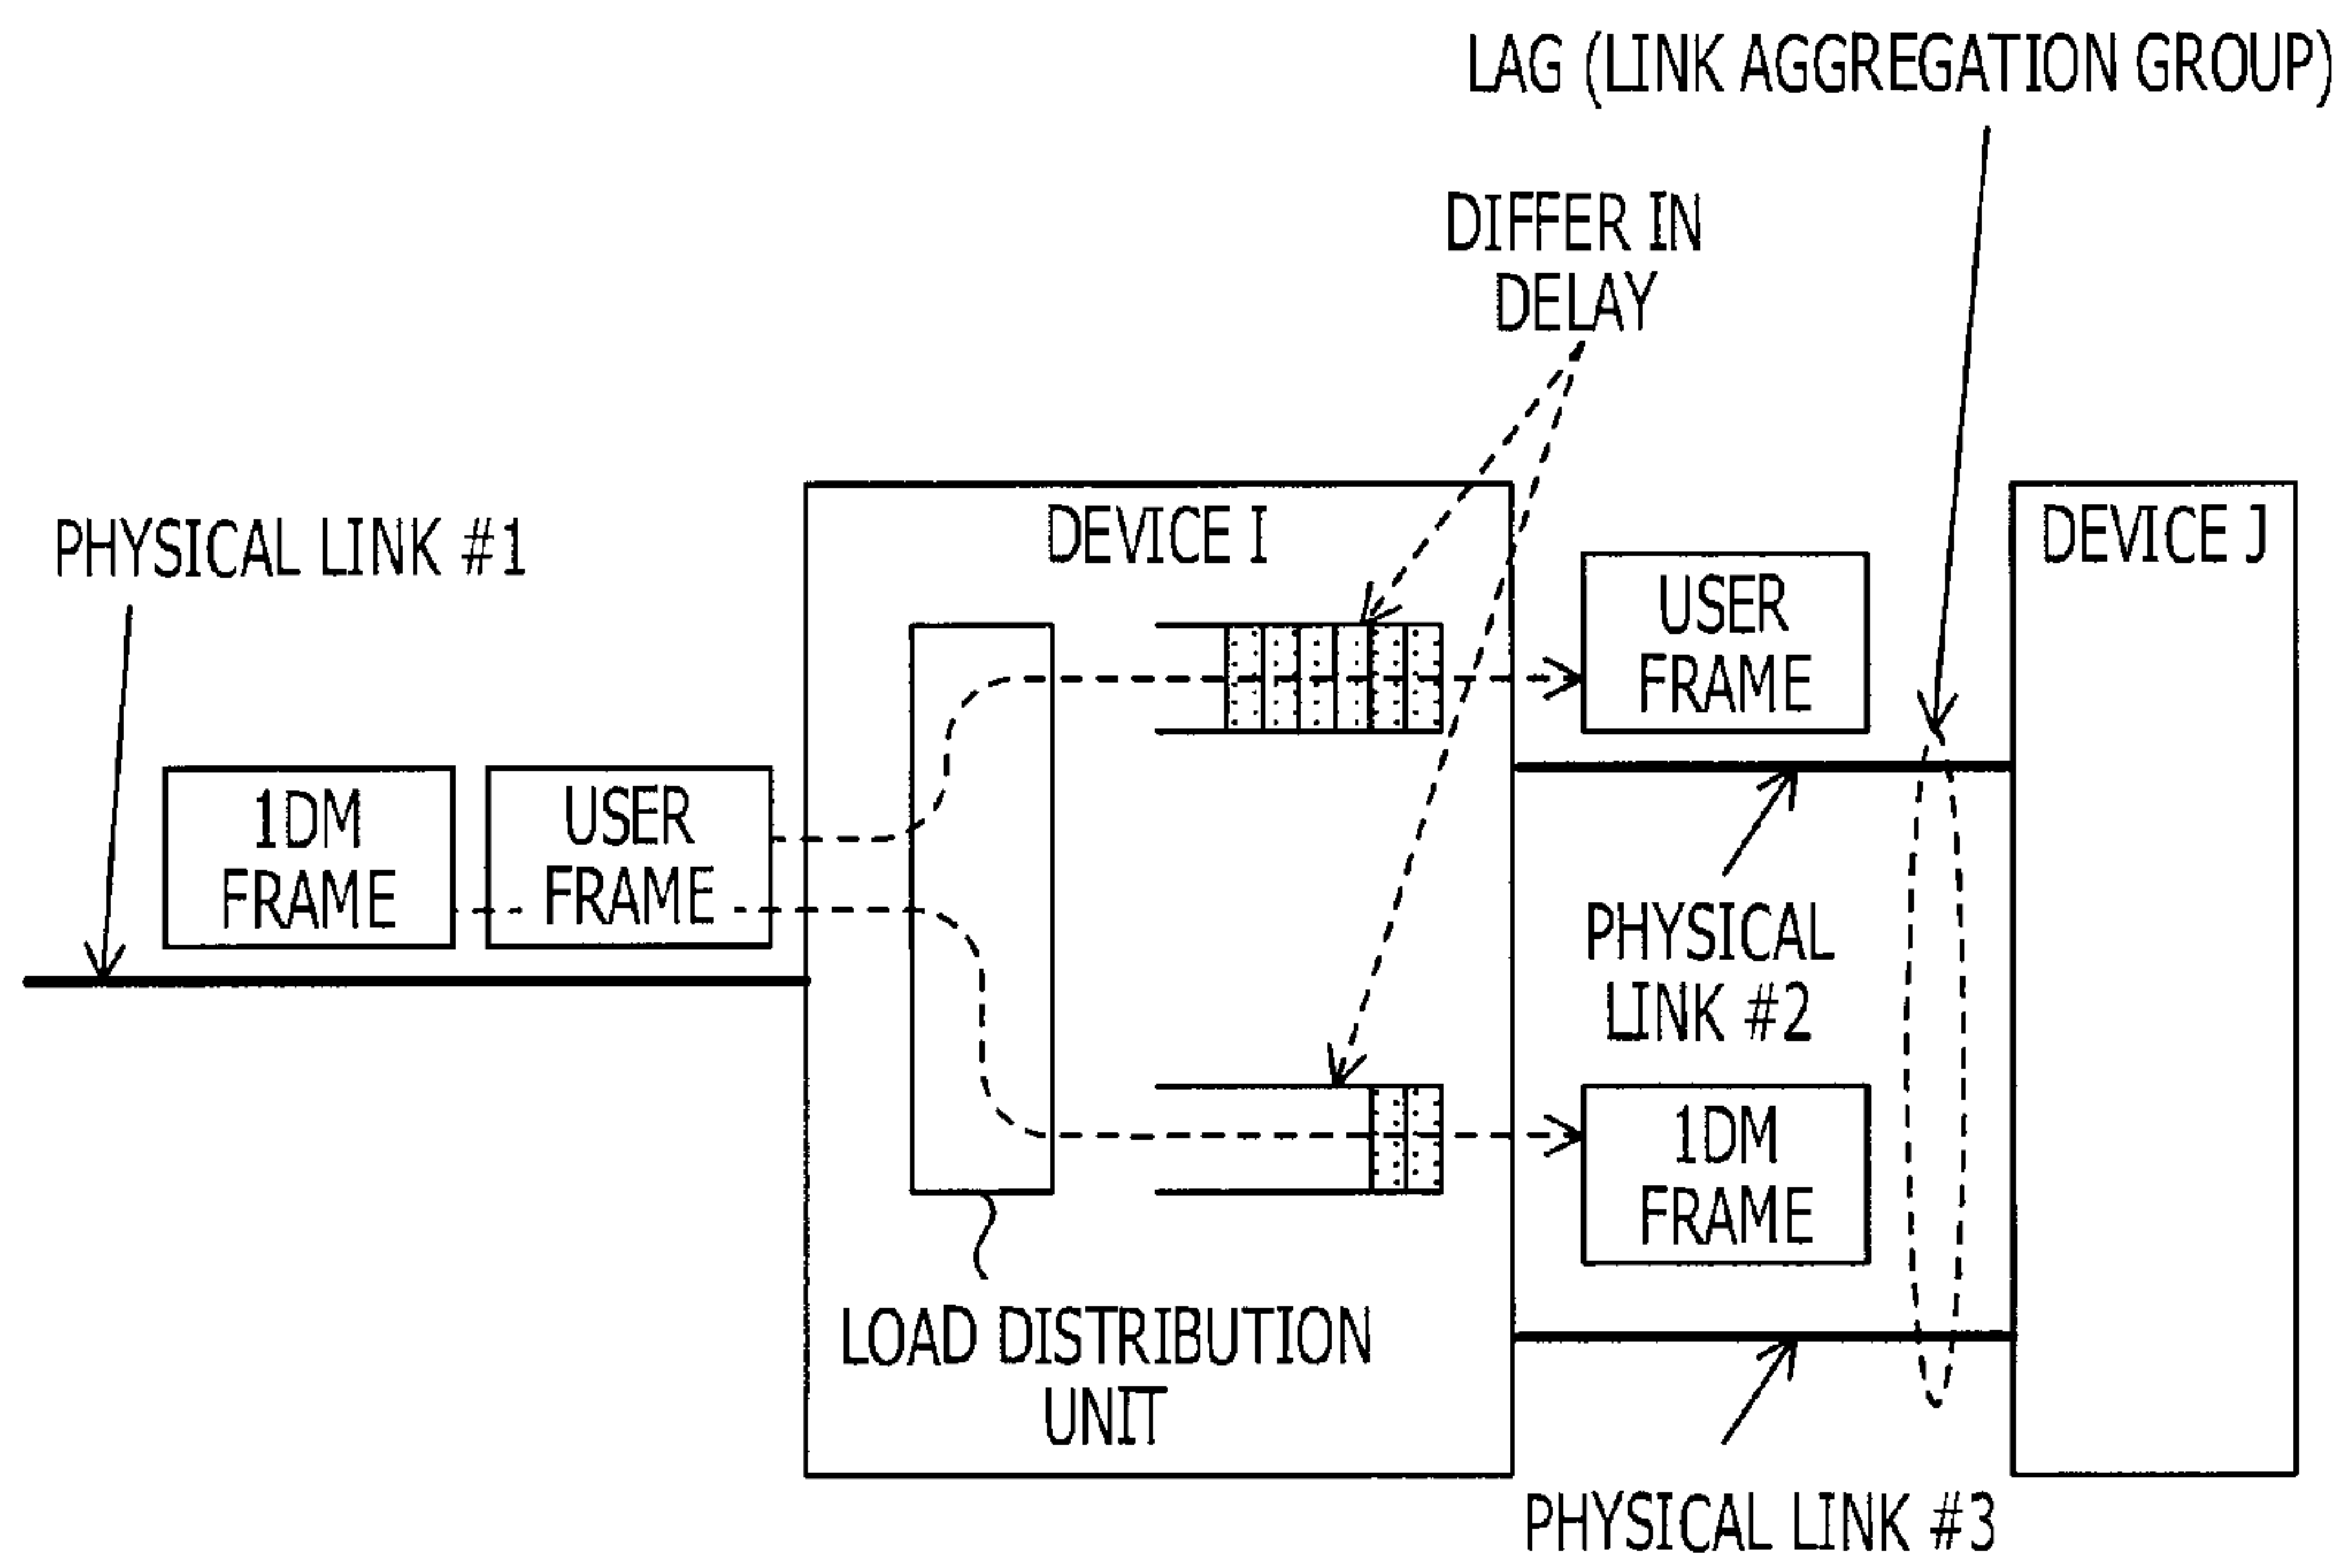 LAG (LINK AGGREGATION GROUP)
DIFFER IN
DELAY
PHYSICAL LINK #1
DEVICE I
DEVICE J
USER
FRAME
1DM
FRAME
USER
FRAME
PHYSICAL
LINK #2
1DM
FRAME
LOAD DISTRIBUTION
UNIT
PHYSICAL LINK #3